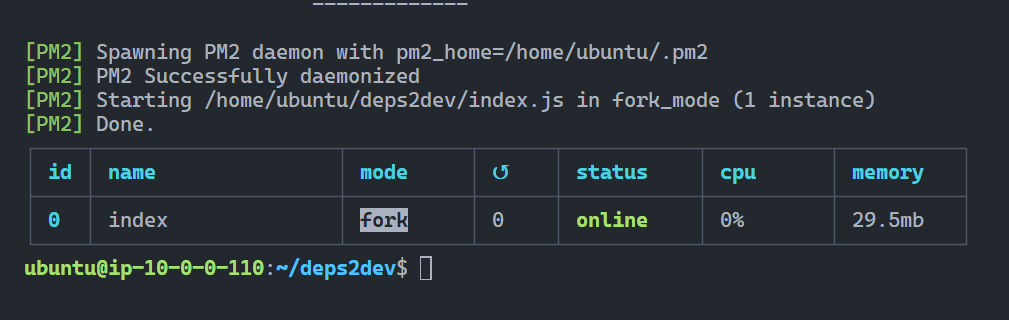 [PM2] Spawning PM2 daemon with pm2_home=/home/ubuntu/.pm2
[PM2] PM2 Successfully daemonized
[PM2] Starting /home/ubuntu/deps2dev/index.js in fork_mode (1 instance)
[PM2] Done.
id name mode ↺ status cpu memory
0 index fork 0 online 0% 29.5mb
ubuntu@ip-10-0-0-110:~/deps2dev$